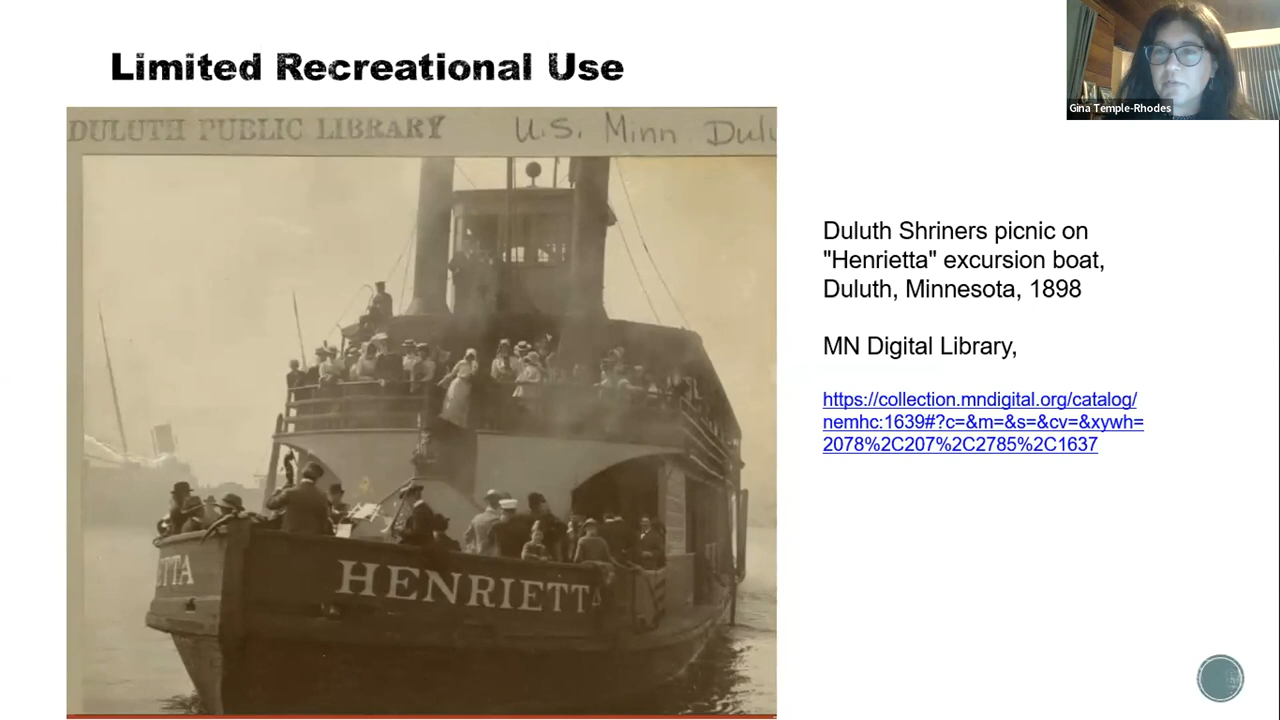 Limited Recreational Use
Gina Temple-Rhodes
DULUTH PUBLIC LIBRARY U.S. Minn Dulu
ETTA
HENRIETTA
Duluth Shriners picnic on
"Henrietta" excursion boat,
Duluth, Minnesota, 1898
MN Digital Library,
https://collection.mndigital.org/catalog/
nemhc:1639#?c=&m=&s=&cv=&xywh=
2078%2C207%2C2785%2C1637